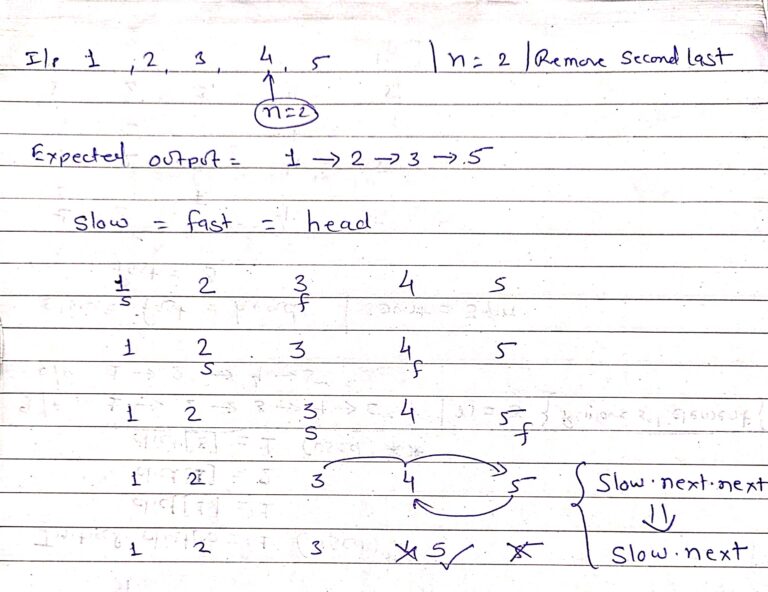 I/p 1 , 2, 3, 4, 5 | n = 2 | Remove second last
n=2
Expected output = 1 → 2 → 3 → 5
Slow = fast = head
1 2 3 4 5
s f
1 2 3 4 5
s f
1 2 3 4 5
s f
1 2 3 4 5 Slow.next.next
⇓
1 2 3 5 ✓ Slow.next